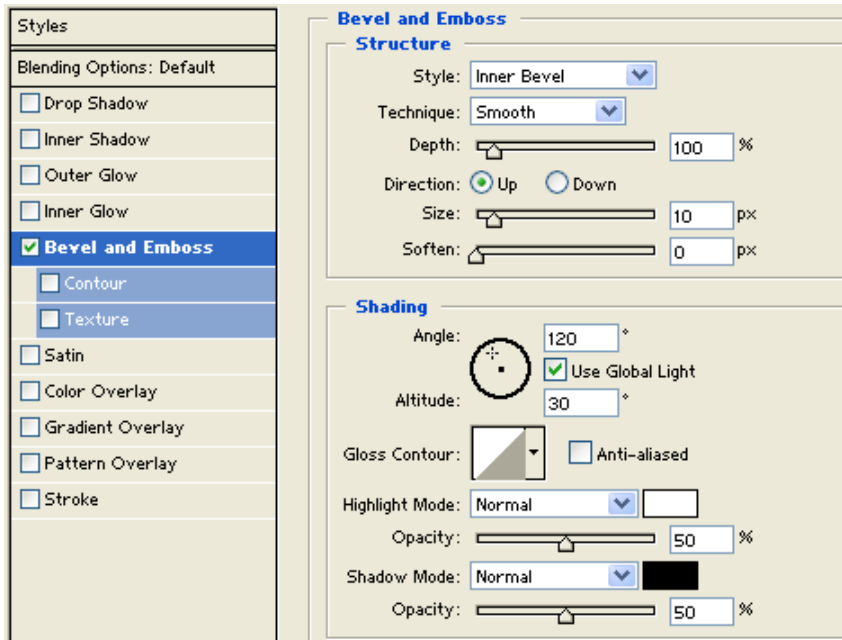 Styles
Blending Options: Default
Drop Shadow
Inner Shadow
Outer Glow
Inner Glow
Bevel and Emboss
Contour
Texture
Satin
Color Overlay
Gradient Overlay
Pattern Overlay
Stroke
Bevel and Emboss
Structure
Style: Inner Bevel
Technique: Smooth
Depth: 100 %
Direction: Up Down
Size: 10 px
Soften: 0 px
Shading
Angle: 120 °
Use Global Light
Altitude: 30 °
Gloss Contour: Anti-aliased
Highlight Mode: Normal
Opacity: 50 %
Shadow Mode: Normal
Opacity: 50 %